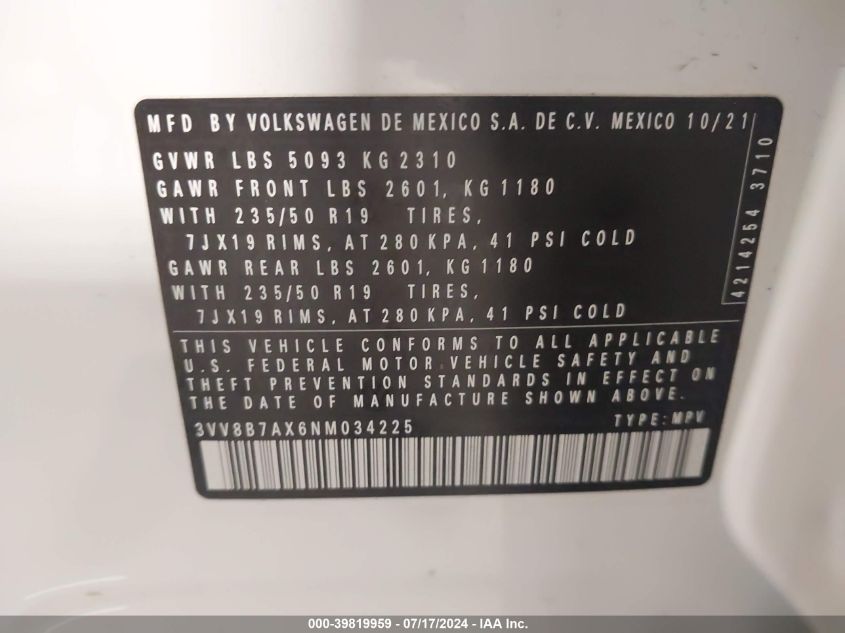 MFD BY VOLKSWAGEN DE MEXICO S.A. DE C.V. MEXICO 10/21
GVWR LBS 5093 KG 2310
GAWR FRONT LBS 2601, KG 1180
WITH 235/50 R19 TIRES,
7JX19 RIMS, AT 280 KPA, 41 PSI COLD
GAWR REAR LBS 2601, KG 1180
WITH 235/50 R19 TIRES,
7JX19 RIMS, AT 280 KPA, 41 PSI COLD
4214254 3710
THIS VEHICLE CONFORMS TO ALL APPLICABLE
U.S. FEDERAL MOTOR VEHICLE SAFETY AND
THEFT PREVENTION STANDARDS IN EFFECT ON
THE DATE OF MANUFACTURE SHOWN ABOVE.
3VV8B7AX6NM034225 TYPE: MPV
000-39819959 - 07/17/2024 - IAA Inc.